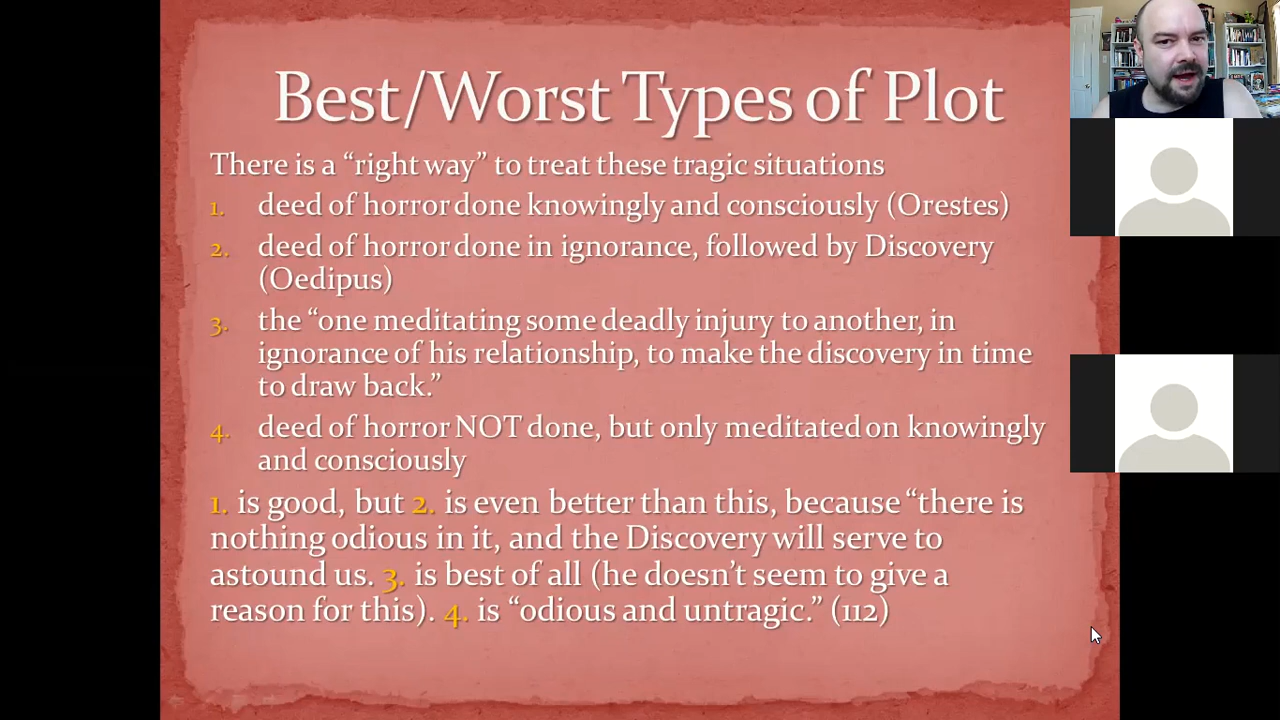 Best/Worst Types of Plot
There is a “right way” to treat these tragic situations
1. deed of horror done knowingly and consciously (Orestes)
2. deed of horror done in ignorance, followed by Discovery
(Oedipus)
3. the “one meditating some deadly injury to another, in
ignorance of his relationship, to make the discovery in time
to draw back.”
4. deed of horror NOT done, but only meditated on knowingly
and consciously
1. is good, but 2. is even better than this, because “there is
nothing odious in it, and the Discovery will serve to
astound us. 3. is best of all (he doesn’t seem to give a
reason for this). 4. is “odious and untragic.” (112)